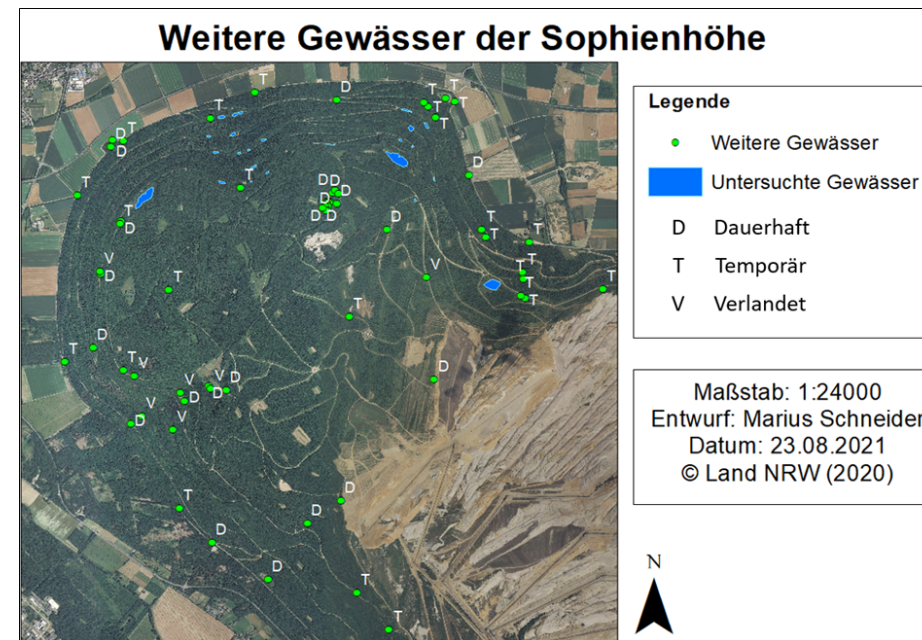 Weitere Gewässer der Sophienhöhe
Legende
Weitere Gewässer
Untersuchte Gewässer
D Dauerhaft
T Temporär
V Verlandet
Maßstab: 1:24000
Entwurf: Marius Schneider
Datum: 23.08.2021
© Land NRW (2020)
N
T
D
T
T
T
T
T
D
T
D
D
T
T
D D
D
D D
D
T
D
V
D
T
D
T
T
T
T
T
T
V
T
D
D
T
T
V
V
D
V
D
D
D
V
T
D
D
D
D
T
T